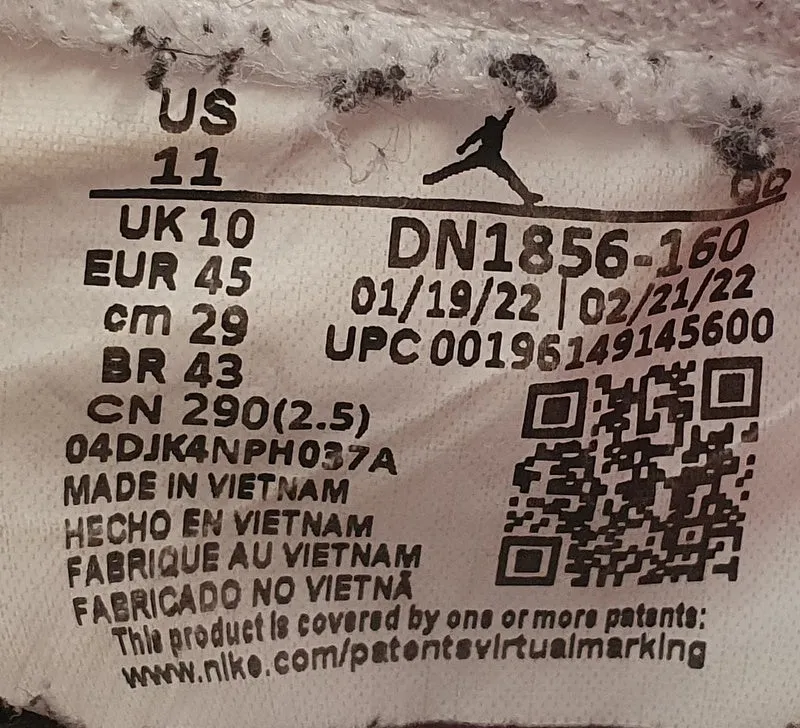 US
11
UK 10
EUR 45
cm 29
BR 43
CN 290(2.5)
04DJK4NPH037A
MADE IN VIETNAM
HECHO EN VIETNAM
FABRIQUE AU VIETNAM
FABRICADO NO VIETNÃ
DN1856-160
01/19/22 | 02/21/22
UPC 00196149145600
This product is covered by one or more patents:
www.nike.com/patentsvirtualmarking